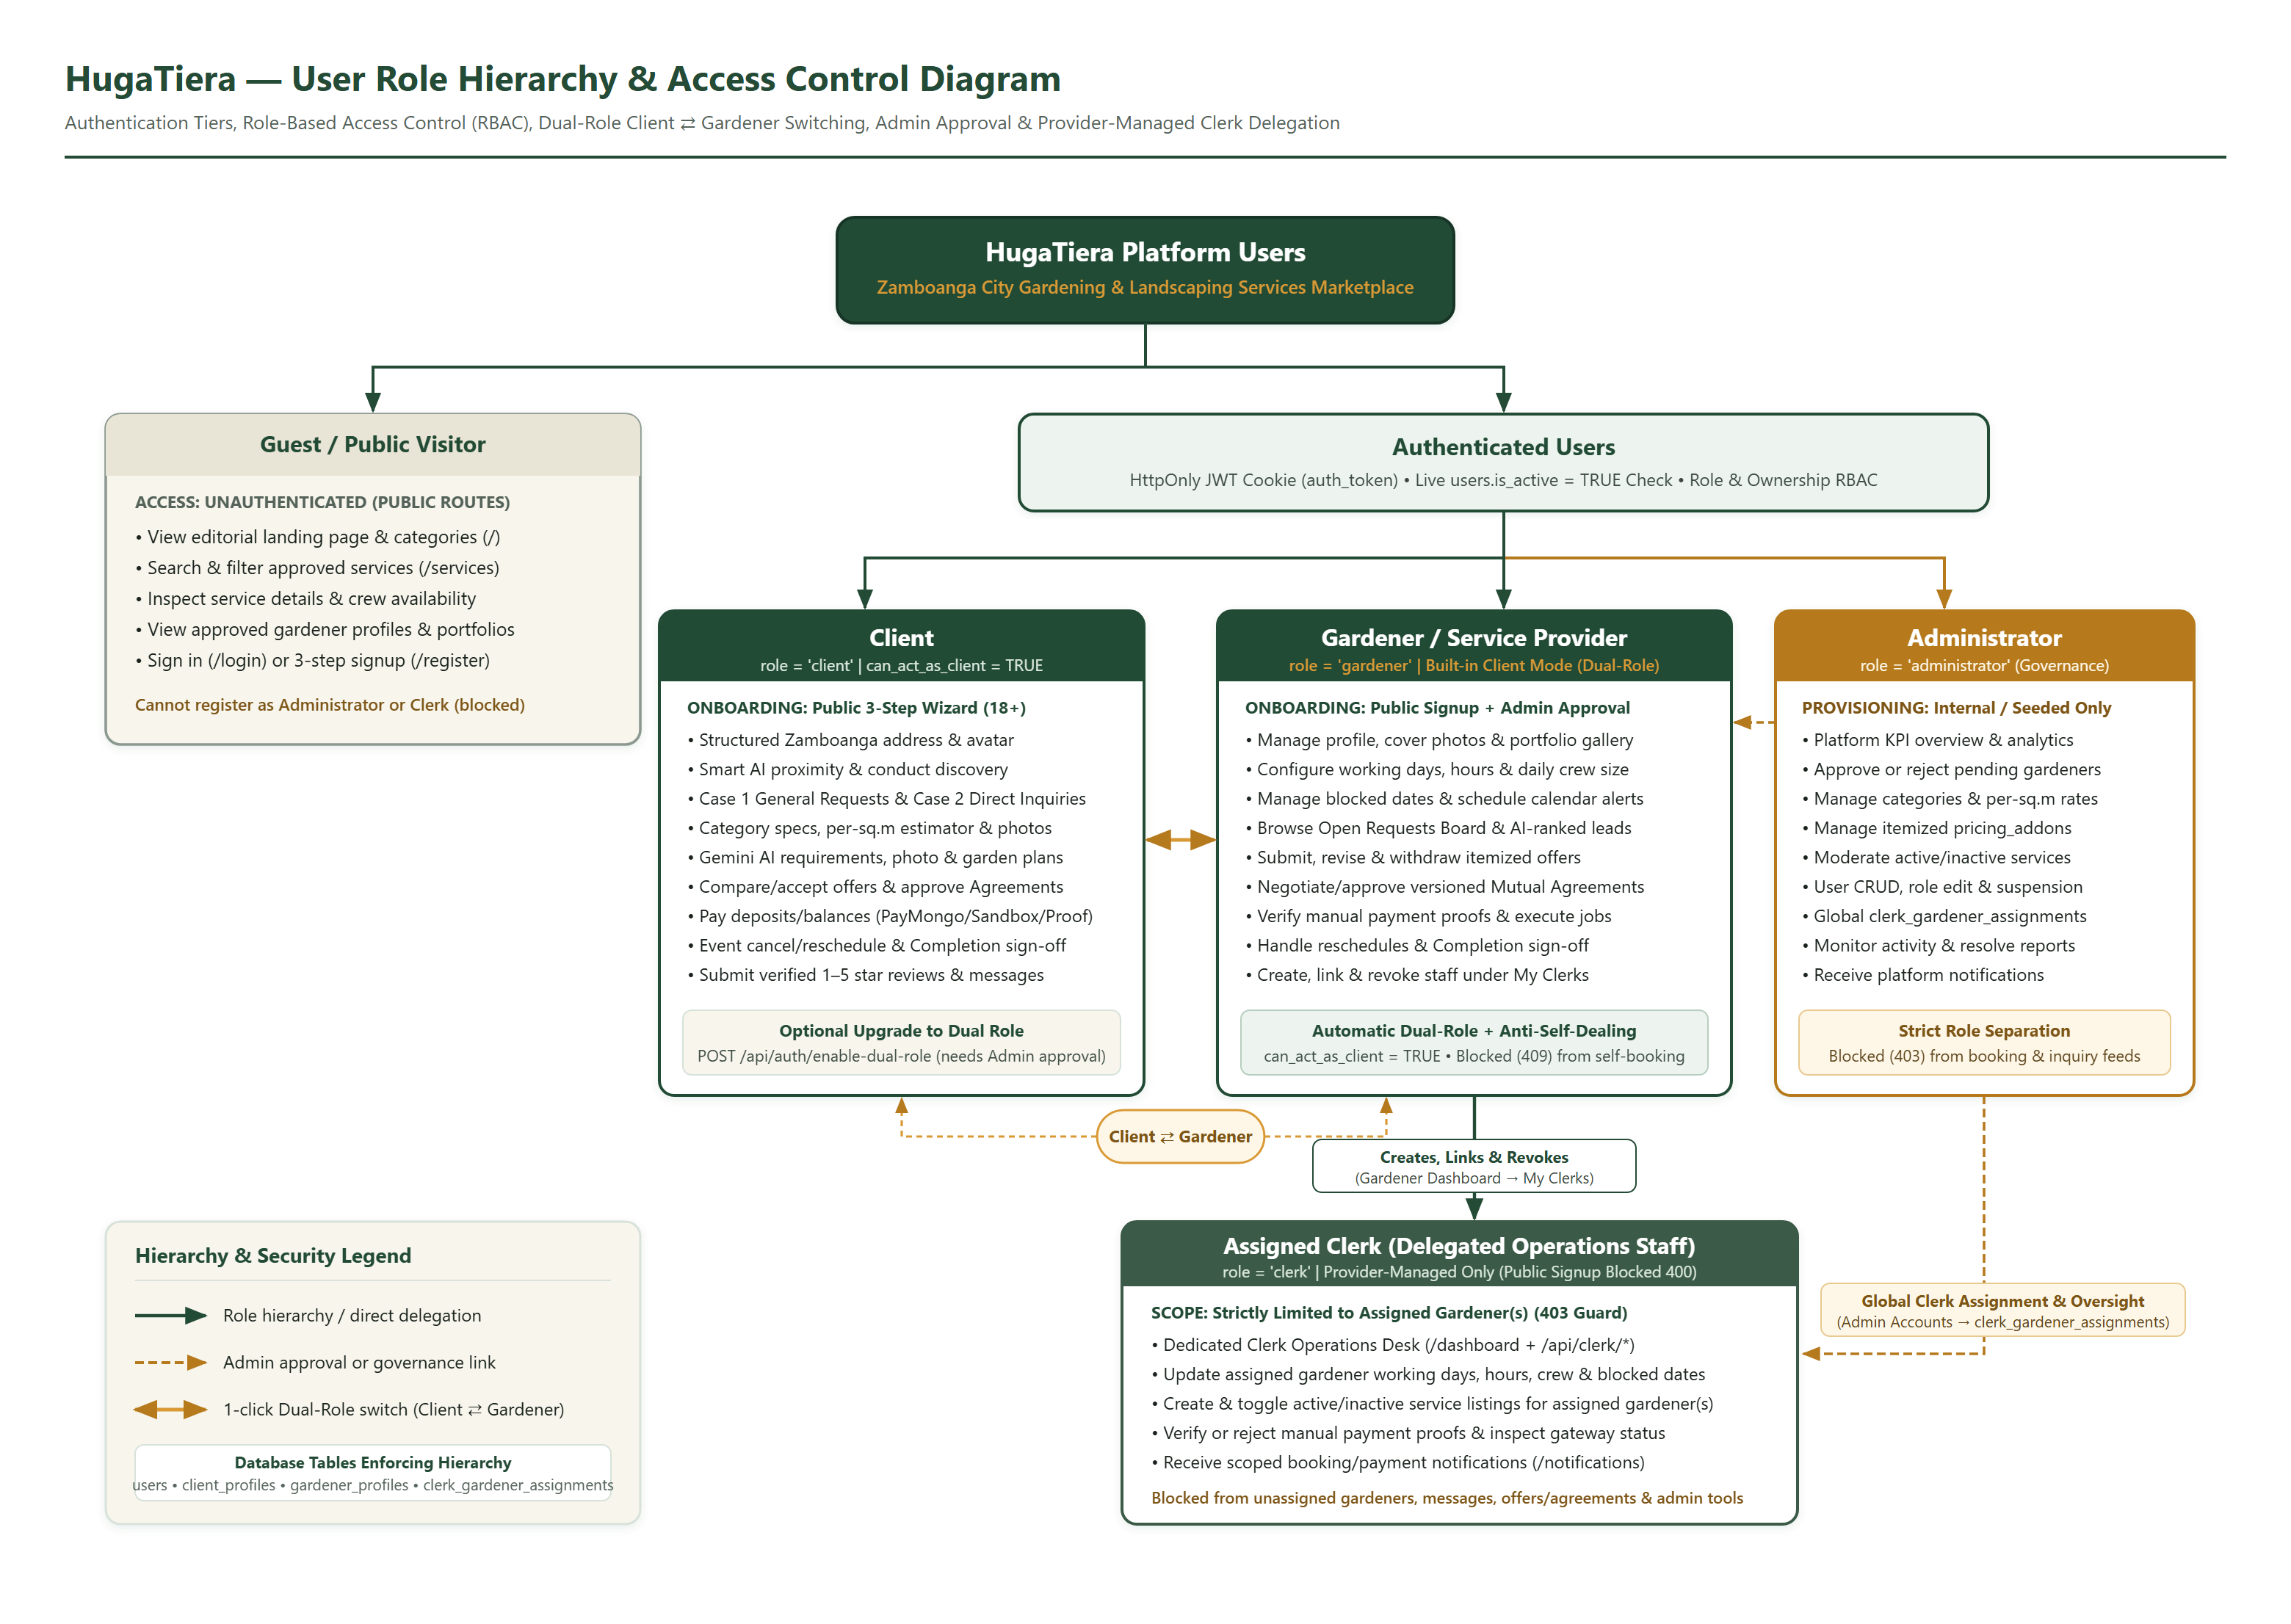 HugaTiera — User Role Hierarchy & Access Control Diagram
Authentication Tiers, Role-Based Access Control (RBAC), Dual-Role Client ⇄ Gardener Switching, Admin Approval & Provider-Managed Clerk Delegation
HugaTiera Platform Users
Zamboanga City Gardening & Landscaping Services Marketplace
Guest / Public Visitor
ACCESS: UNAUTHENTICATED (PUBLIC ROUTES)
• View editorial landing page & categories (/)
• Search & filter approved services (/services)
• Inspect service details & crew availability
• View approved gardener profiles & portfolios
• Sign in (/login) or 3-step signup (/register)
Cannot register as Administrator or Clerk (blocked)
Authenticated Users
HttpOnly JWT Cookie (auth_token) • Live users.is_active = TRUE Check • Role & Ownership RBAC
Client
role = 'client' | can_act_as_client = TRUE
ONBOARDING: Public 3-Step Wizard (18+)
• Structured Zamboanga address & avatar
• Smart AI proximity & conduct discovery
• Case 1 General Requests & Case 2 Direct Inquiries
• Category specs, per-sq.m estimator & photos
• Gemini AI requirements, photo & garden plans
• Compare/accept offers & approve Agreements
• Pay deposits/balances (PayMongo/Sandbox/Proof)
• Event cancel/reschedule & Completion sign-off
• Submit verified 1–5 star reviews & messages
Optional Upgrade to Dual Role
POST /api/auth/enable-dual-role (needs Admin approval)
Gardener / Service Provider
role = 'gardener' | Built-in Client Mode (Dual-Role)
ONBOARDING: Public Signup + Admin Approval
• Manage profile, cover photos & portfolio gallery
• Configure working days, hours & daily crew size
• Manage blocked dates & schedule calendar alerts
• Browse Open Requests Board & AI-ranked leads
• Submit, revise & withdraw itemized offers
• Negotiate/approve versioned Mutual Agreements
• Verify manual payment proofs & execute jobs
• Handle reschedules & Completion sign-off
• Create, link & revoke staff under My Clerks
Automatic Dual-Role + Anti-Self-Dealing
can_act_as_client = TRUE • Blocked (409) from self-booking
Administrator
role = 'administrator' (Governance)
PROVISIONING: Internal / Seeded Only
• Platform KPI overview & analytics
• Approve or reject pending gardeners
• Manage categories & per-sq.m rates
• Manage itemized pricing_addons
• Moderate active/inactive services
• User CRUD, role edit & suspension
• Global clerk_gardener_assignments
• Monitor activity & resolve reports
• Receive platform notifications
Strict Role Separation
Blocked (403) from booking & inquiry feeds
Client ⇄ Gardener
Creates, Links & Revokes
(Gardener Dashboard → My Clerks)
Assigned Clerk (Delegated Operations Staff)
role = 'clerk' | Provider-Managed Only (Public Signup Blocked 400)
SCOPE: Strictly Limited to Assigned Gardener(s) (403 Guard)
• Dedicated Clerk Operations Desk (/dashboard + /api/clerk/*)
• Update assigned gardener working days, hours, crew & blocked dates
• Create & toggle active/inactive service listings for assigned gardener(s)
• Verify or reject manual payment proofs & inspect gateway status
• Receive scoped booking/payment notifications (/notifications)
Blocked from unassigned gardeners, messages, offers/agreements & admin tools
Global Clerk Assignment & Oversight
(Admin Accounts → clerk_gardener_assignments)
Hierarchy & Security Legend
Role hierarchy / direct delegation
Admin approval or governance link
1-click Dual-Role switch (Client ⇄ Gardener)
Database Tables Enforcing Hierarchy
users • client_profiles • gardener_profiles • clerk_gardener_assignments